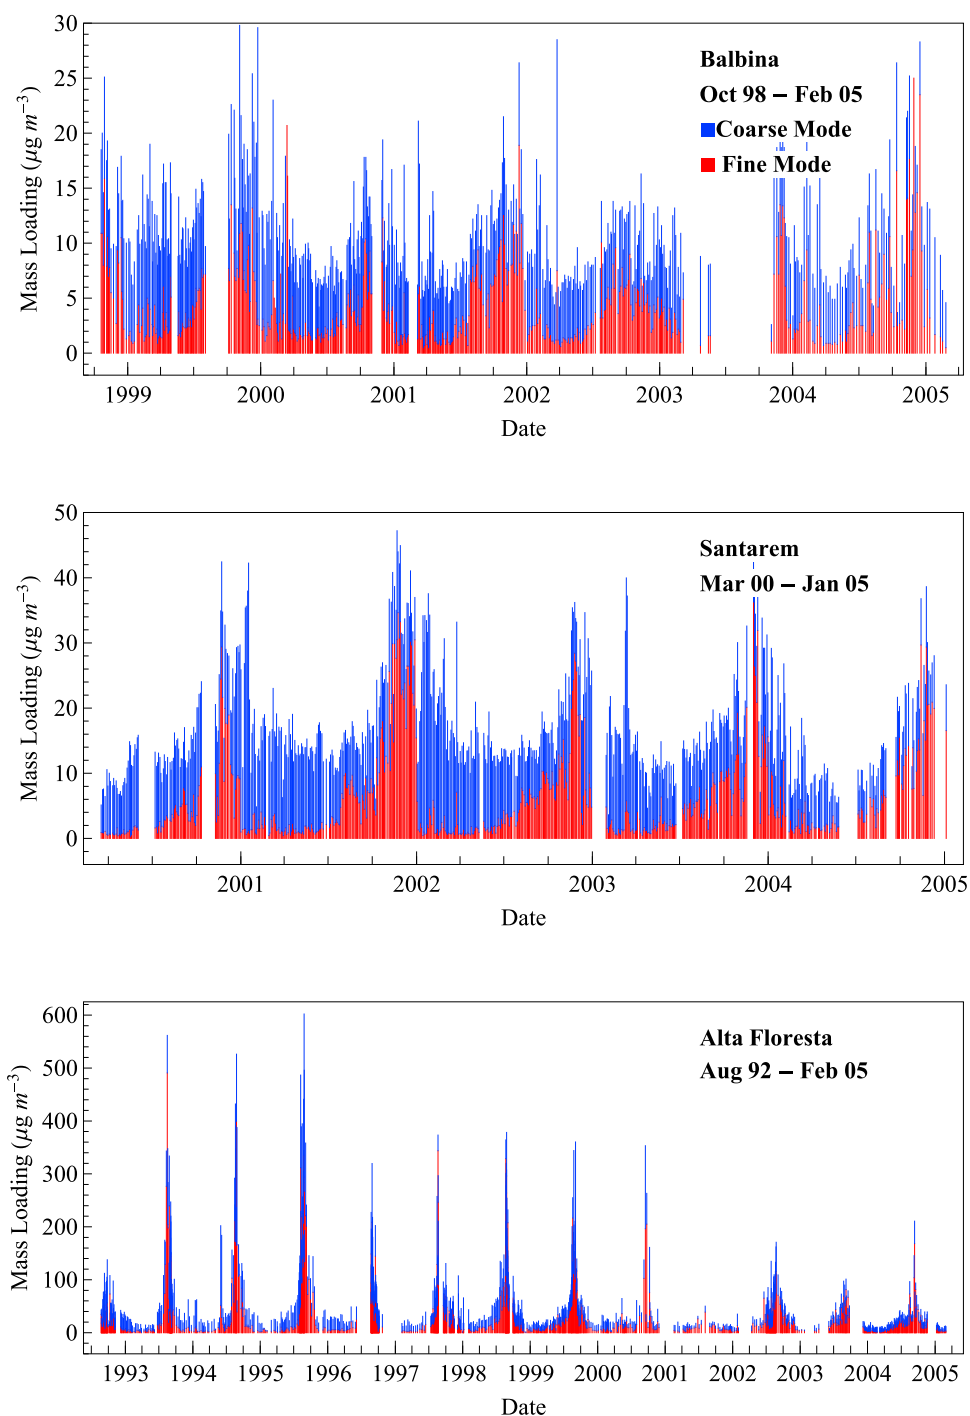 30
25
20
15
10
5
0
Mass Loading (μg m⁻³)
Balbina
Oct 98 – Feb 05
Coarse Mode
Fine Mode
1999 2000 2001 2002 2003 2004 2005
Date
50
40
30
20
10
0
Mass Loading (μg m⁻³)
Santarem
Mar 00 – Jan 05
2001 2002 2003 2004 2005
Date
600
500
400
300
200
100
0
Mass Loading (μg m⁻³)
Alta Floresta
Aug 92 – Feb 05
1993 1994 1995 1996 1997 1998 1999 2000 2001 2002 2003 2004 2005
Date